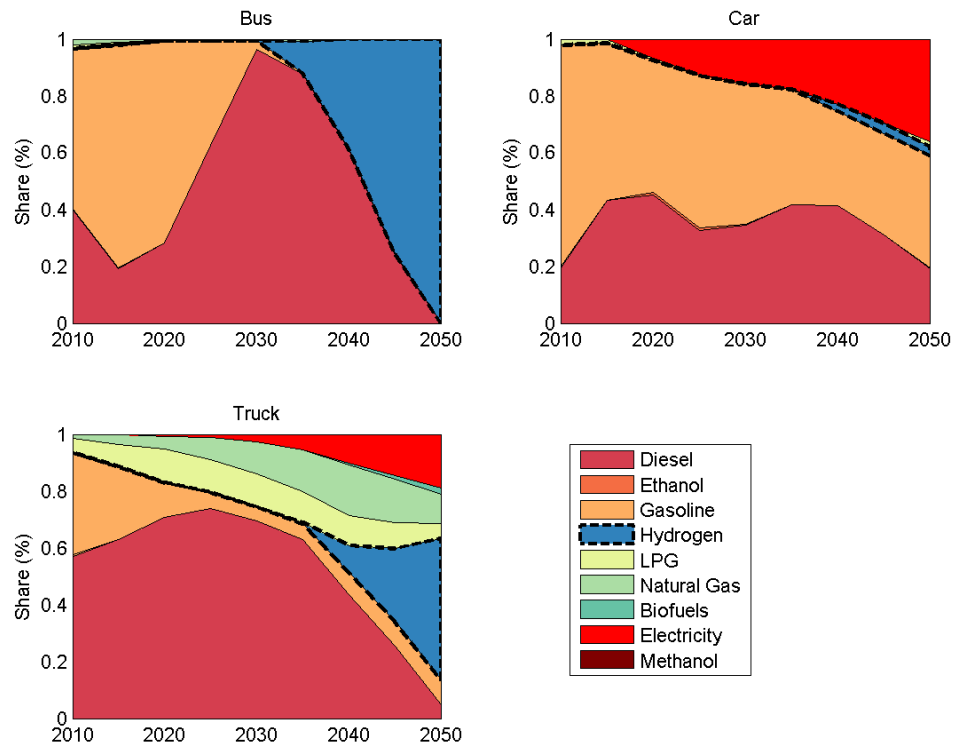 Bus
Share (%)
1
0.8
0.6
0.4
0.2
0
2010 2020 2030 2040 2050
Car
Share (%)
1
0.8
0.6
0.4
0.2
0
2010 2020 2030 2040 2050
Truck
Share (%)
1
0.8
0.6
0.4
0.2
0
2010 2020 2030 2040 2050
Diesel
Ethanol
Gasoline
Hydrogen
LPG
Natural Gas
Biofuels
Electricity
Methanol